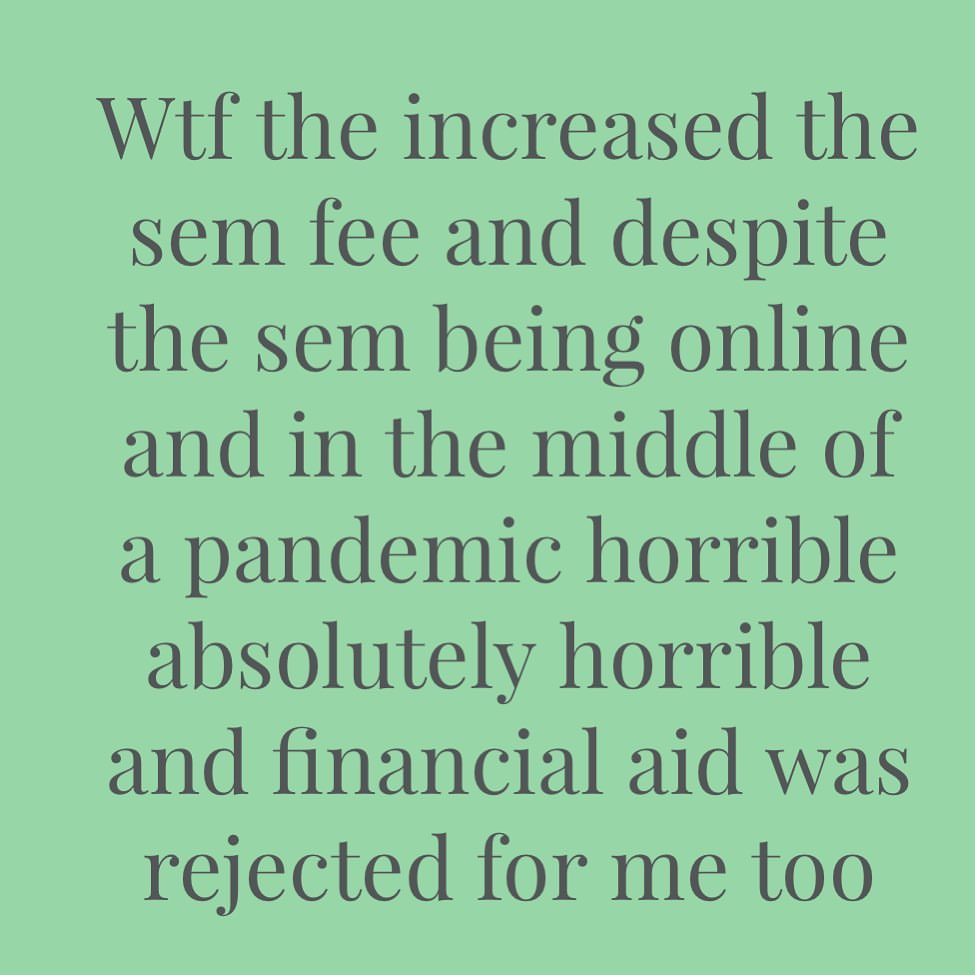 Wtf the increased the
sem fee and despite
the sem being online
and in the middle of
a pandemic horrible
absolutely horrible
and financial aid was
rejected for me too